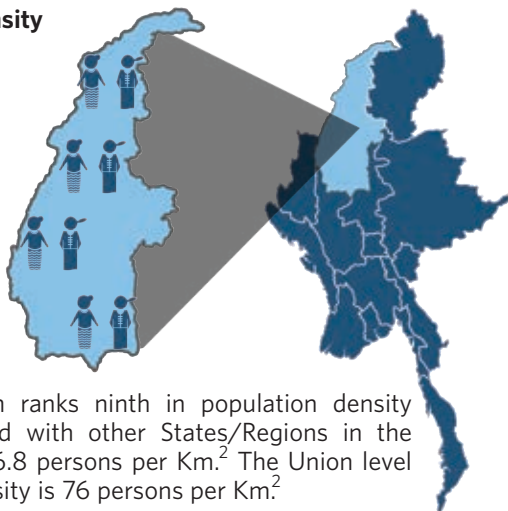 nsity
n ranks ninth in population density
d with other States/Regions in the
6.8 persons per Km.² The Union level
sity is 76 persons per Km.²